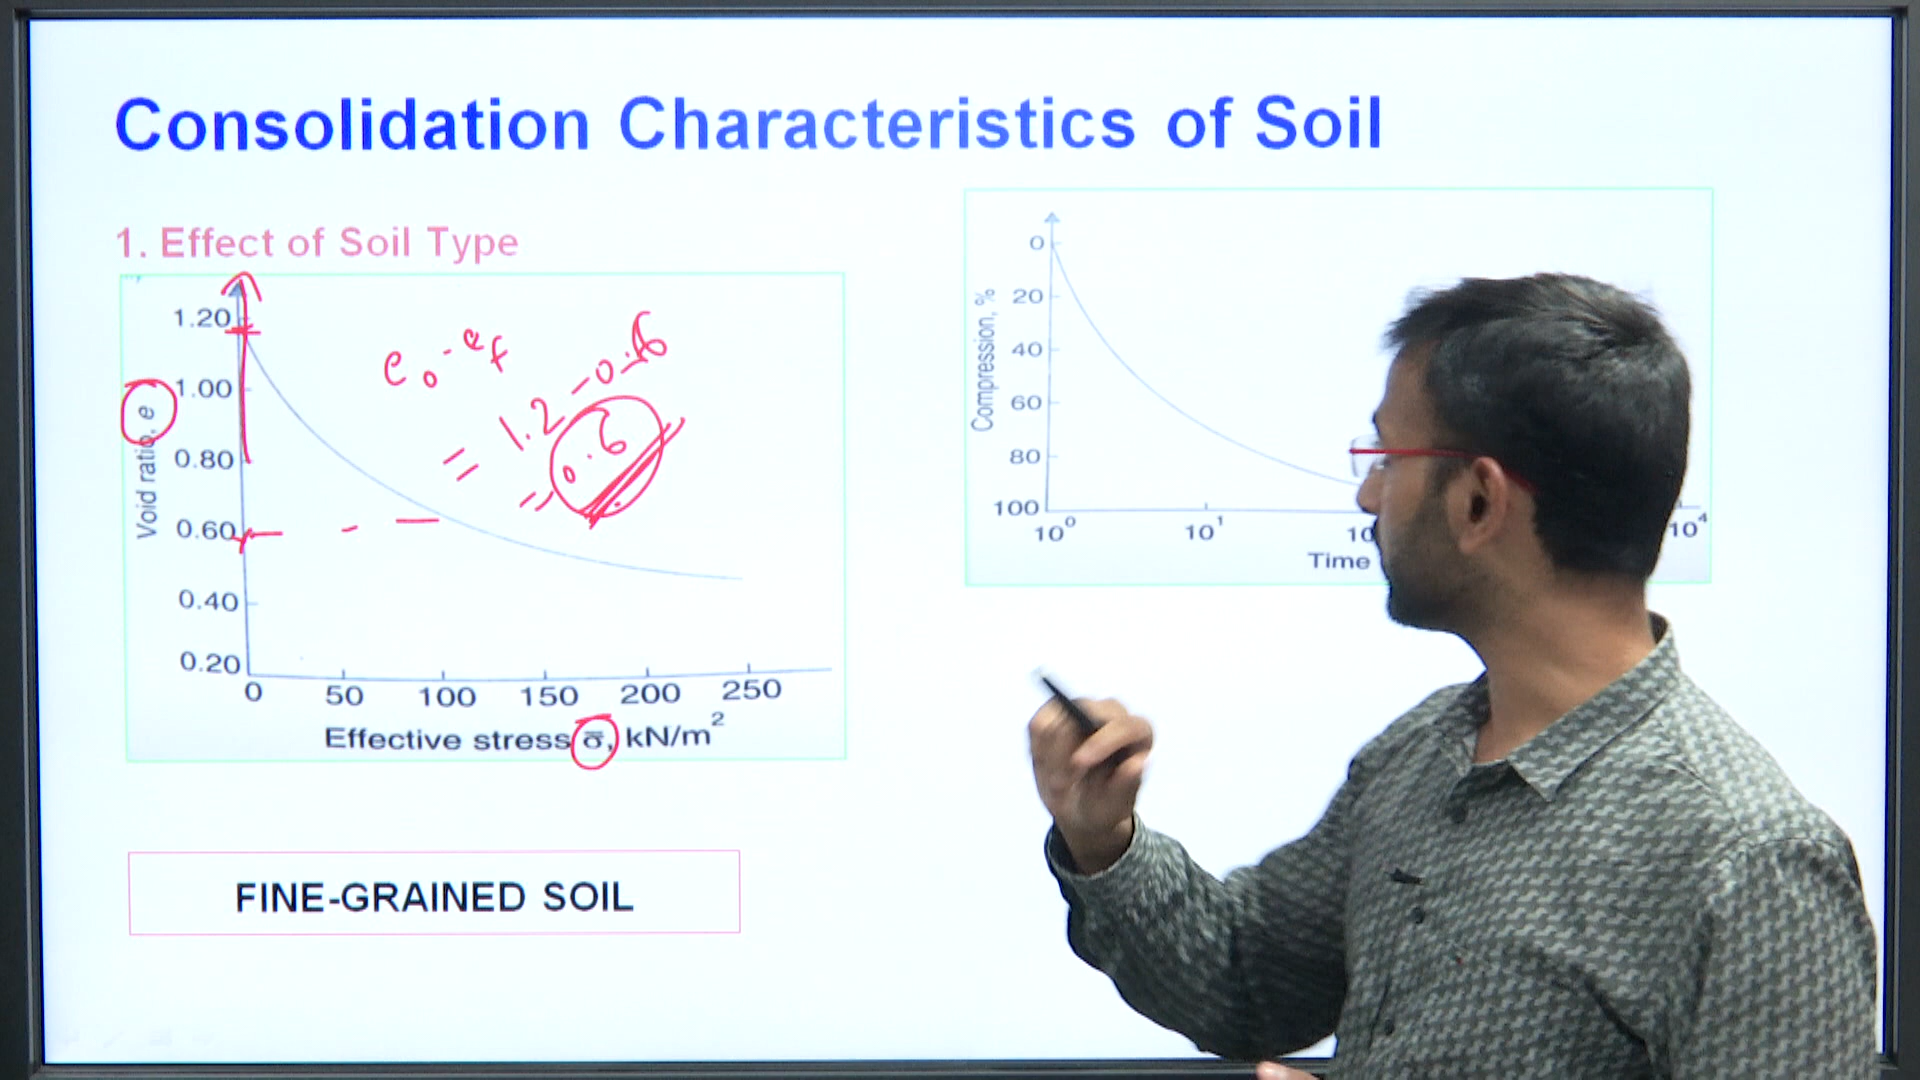 Consolidation Characteristics of Soil
1. Effect of Soil Type
1.20
1.00
0.80
0.60
0.40
0.20
Void ratio, e
0 50 100 150 200 250
Effective stress σ̅, kN/m²
e₀ - e_f
= 1.2 - 0.6
= 0.6
FINE-GRAINED SOIL
0
20
40
60
80
100
Compression, %
10⁰ 10¹ 10⁴
Time